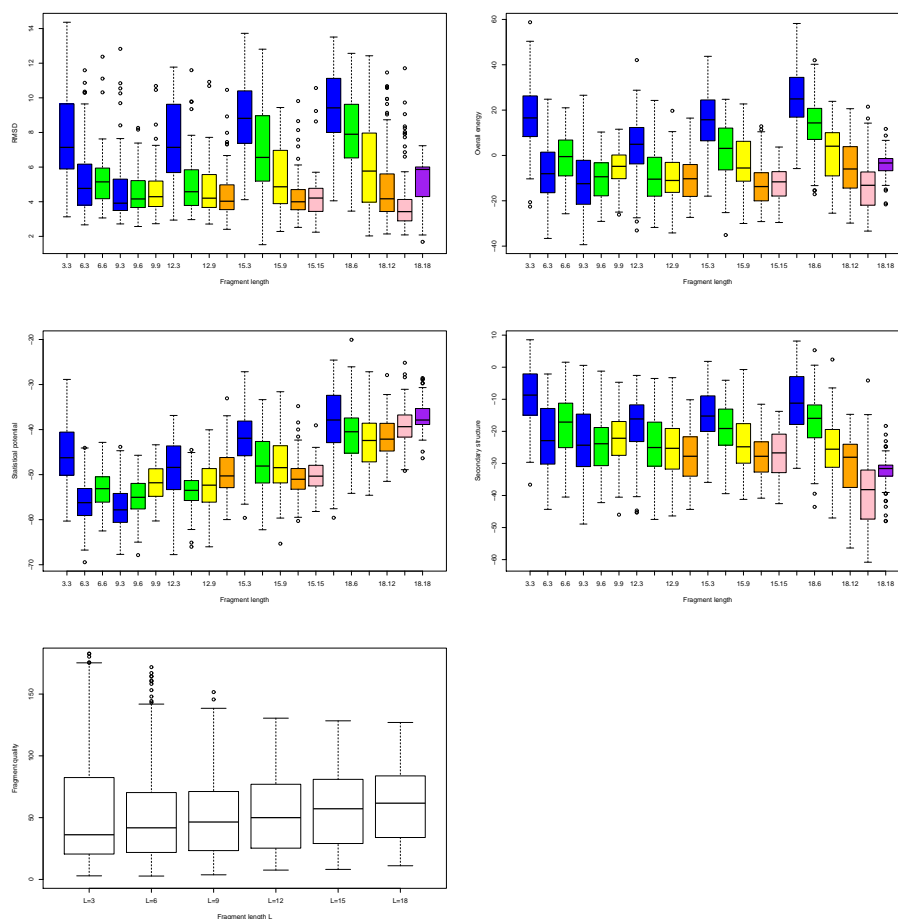 RMSD
14
12
10
8
6
4
2
3.3 6.3 6.6 9.3 9.6 9.9 12.3 12.9 15.3 15.9 15.15 18.6 18.12 18.18
Fragment length
Overall energy
60
40
20
0
-20
-40
3.3 6.3 6.6 9.3 9.6 9.9 12.3 12.9 15.3 15.9 15.15 18.6 18.12 18.18
Fragment length
Statistical potential
-20
-30
-40
-50
-60
-70
3.3 6.3 6.6 9.3 9.6 9.9 12.3 12.9 15.3 15.9 15.15 18.6 18.12 18.18
Fragment length
Secondary structure
10
0
-10
-20
-30
-40
-50
-60
3.3 6.3 6.6 9.3 9.6 9.9 12.3 12.9 15.3 15.9 15.15 18.6 18.12 18.18
Fragment length
Fragment quality
150
100
50
0
L=3 L=6 L=9 L=12 L=15 L=18
Fragment length L